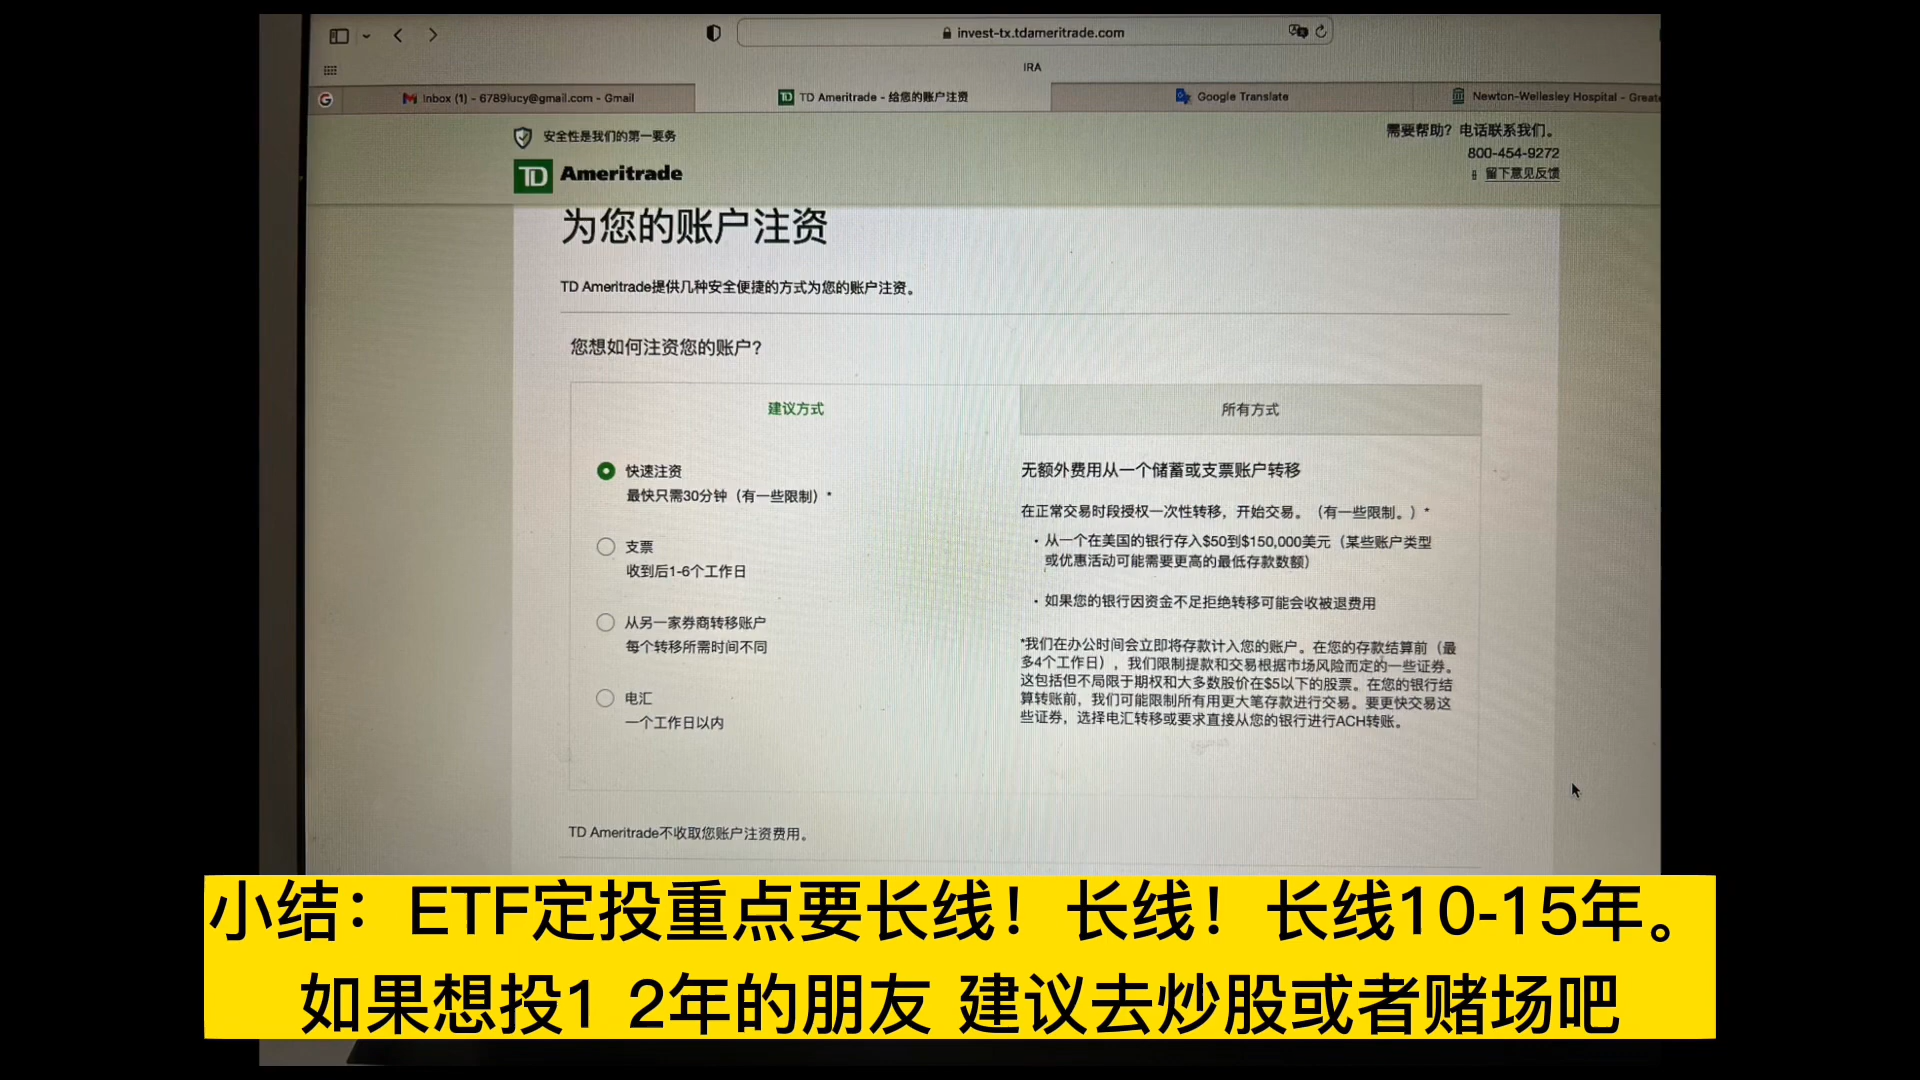 invest-tx.tdameritrade.com
IRA
Inbox (1) - 6789lucy@gmail.com - Gmail
TD Ameritrade - 给您的账户注资
Google Translate
Newton-Wellesley Hospital - Greate
安全性是我们的第一要务
TD Ameritrade
需要帮助？电话联系我们。
800-454-9272
留下意见反馈
为您的账户注资
TD Ameritrade提供几种安全便捷的方式为您的账户注资。
您想如何注资您的账户？
建议方式
所有方式
快速注资
最快只需30分钟（有一些限制）*
支票
收到后1-6个工作日
从另一家券商转移账户
每个转移所需时间不同
电汇
一个工作日以内
无额外费用从一个储蓄或支票账户转移
在正常交易时段授权一次性转移，开始交易。（有一些限制。）*
· 从一个在美国的银行存入$50到$150,000美元（某些账户类型
或优惠活动可能需要更高的最低存款数额）
· 如果您的银行因资金不足拒绝转移可能会收被退费用
*我们在办公时间会立即将存款计入您的账户。在您的存款结算前（最
多4个工作日），我们限制提款和交易根据市场风险而定的一些证券。
这包括但不局限于期权和大多数股价在$5以下的股票。在您的银行结
算转账前，我们可能限制所有用更大笔存款进行交易。要更快交易这
些证券，选择电汇转移或要求直接从您的银行进行ACH转账。
TD Ameritrade不收取您账户注资费用。
小结：ETF定投重点要长线！长线！长线10-15年。
如果想投1 2年的朋友 建议去炒股或者赌场吧